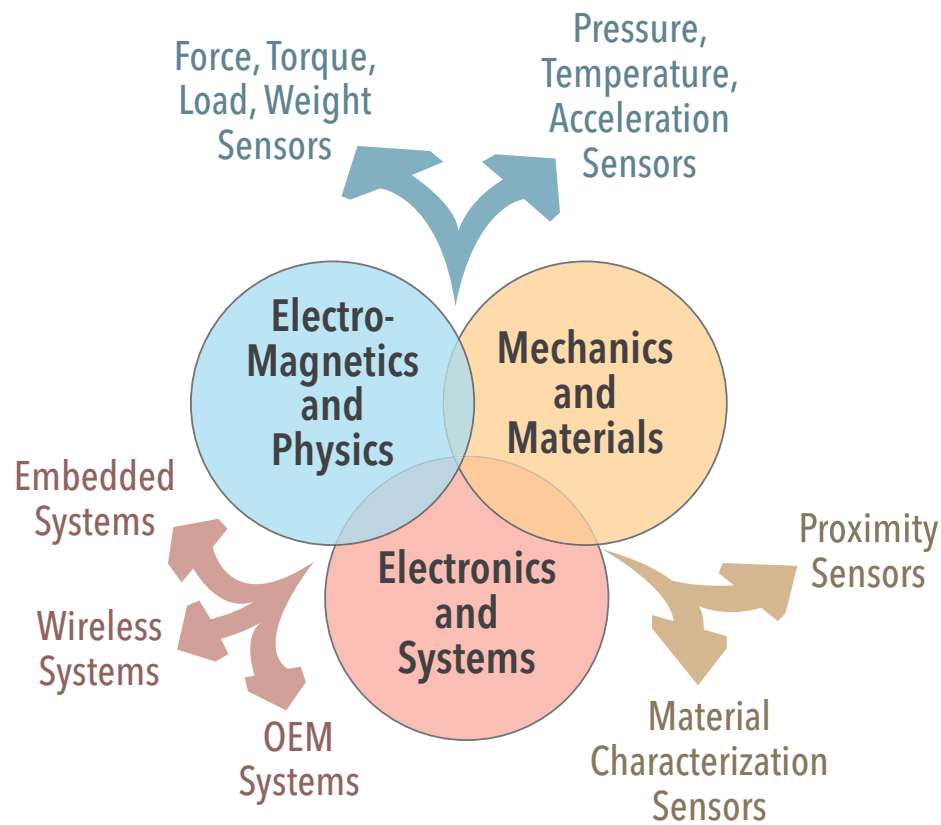 Force, Torque,
Load, Weight
Sensors
Pressure,
Temperature,
Acceleration
Sensors
Electro-
Magnetics
and
Physics
Mechanics
and
Materials
Electronics
and
Systems
Embedded
Systems
Wireless
Systems
OEM
Systems
Proximity
Sensors
Material
Characterization
Sensors